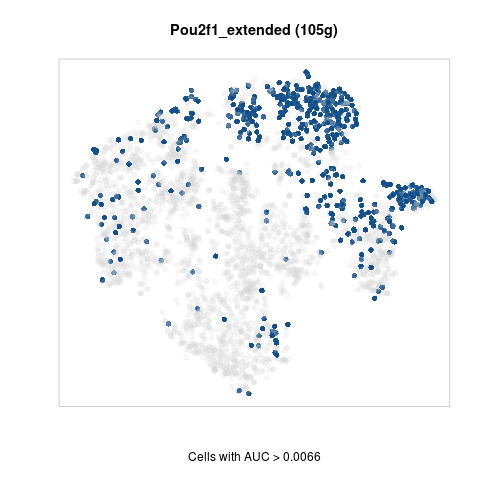 Pou2f1_extended (105g)
Cells with AUC > 0.0066